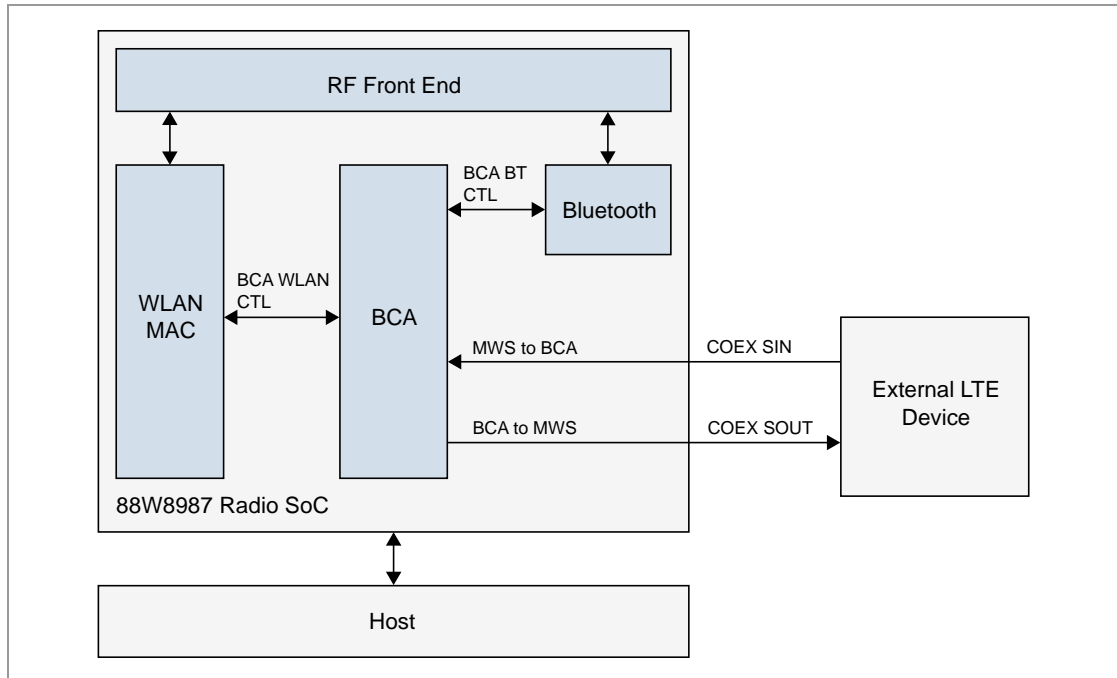 RF Front End
BCA BT
CTL
Bluetooth
BCA WLAN
CTL
WLAN
MAC
BCA
MWS to BCA
COEX SIN
External LTE
Device
BCA to MWS
COEX SOUT
88W8987 Radio SoC
Host